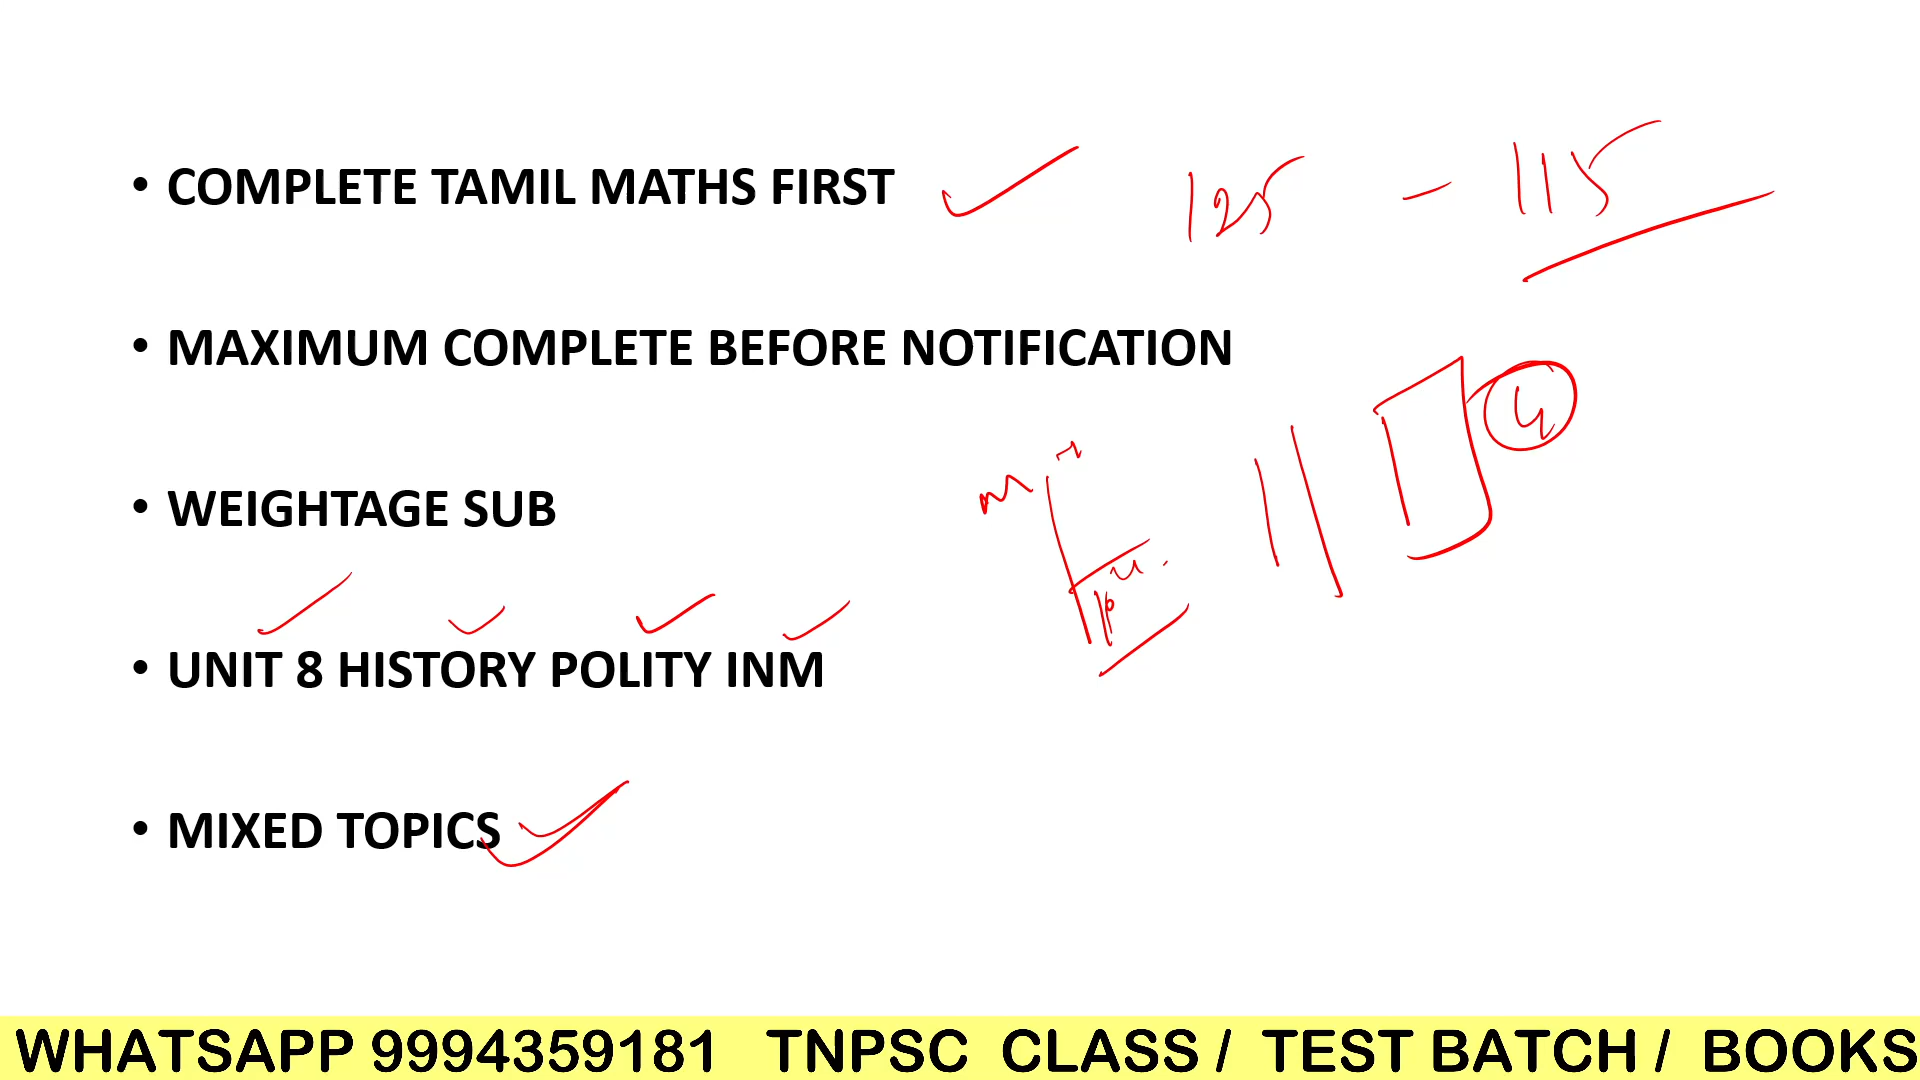 • COMPLETE TAMIL MATHS FIRST 125 - 115
• MAXIMUM COMPLETE BEFORE NOTIFICATION
4
M
• WEIGHTAGE SUB
• UNIT 8 HISTORY POLITY INM
• MIXED TOPICS
WHATSAPP 9994359181 TNPSC CLASS / TEST BATCH / BOOKS